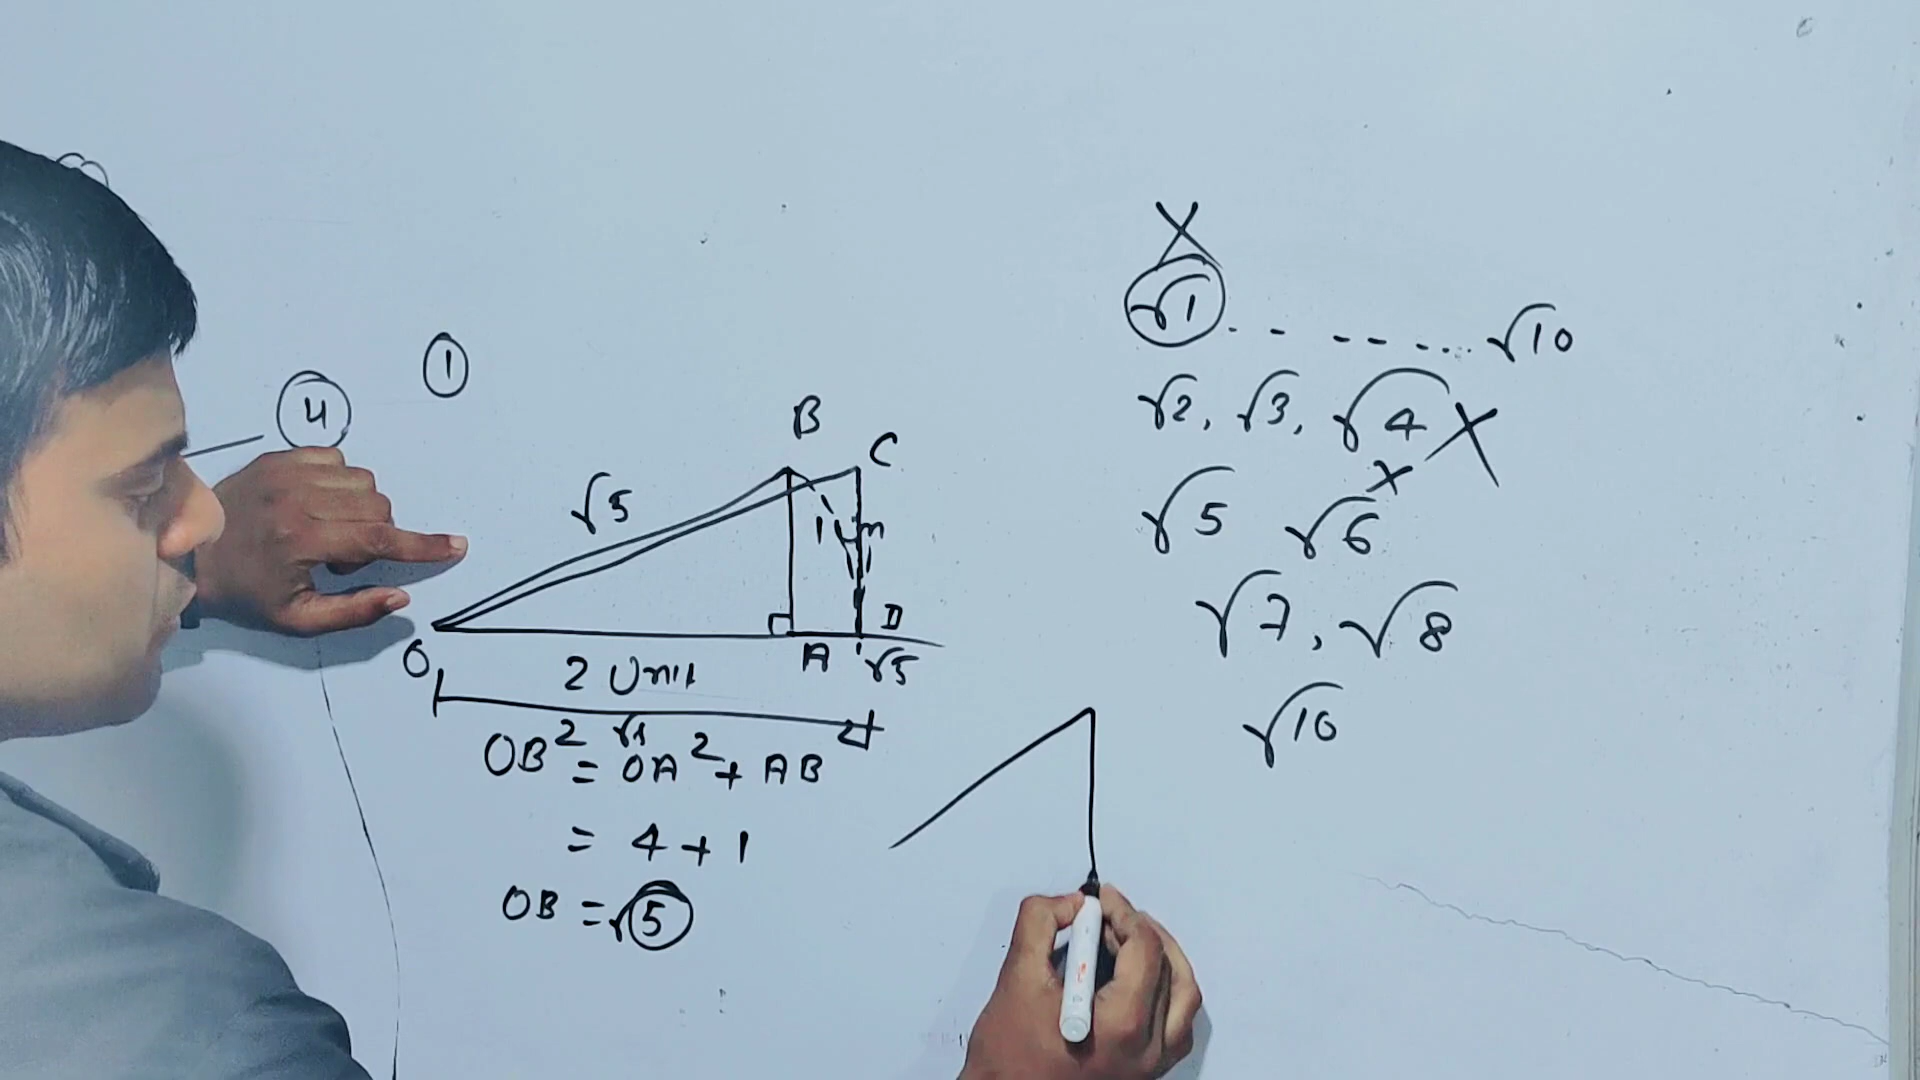 1
4
B
C
√5
1
m
D
O
A
√5
2 Unit
OB² = OA² + AB
= 4 + 1
OB = √5
X
√1 - - - - - - √10
√2, √3, √4 X
√5 √6 X
√7, √8
√10